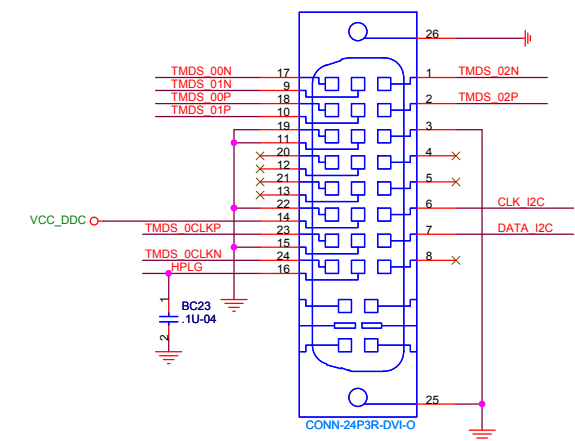 26
TMDS_00N 17 1 TMDS_02N
TMDS_01N 9
TMDS_00P 18 2 TMDS_02P
TMDS_01P 10
19 3
11
20 4
12
21 5
13
22 6 CLK_I2C
VCC_DDC 14
TMDS_0CLKP 23 7 DATA_I2C
15
TMDS_0CLKN 24 8
HPLG 16
1
BC23
.1U-04
2
25
CONN-24P3R-DVI-O